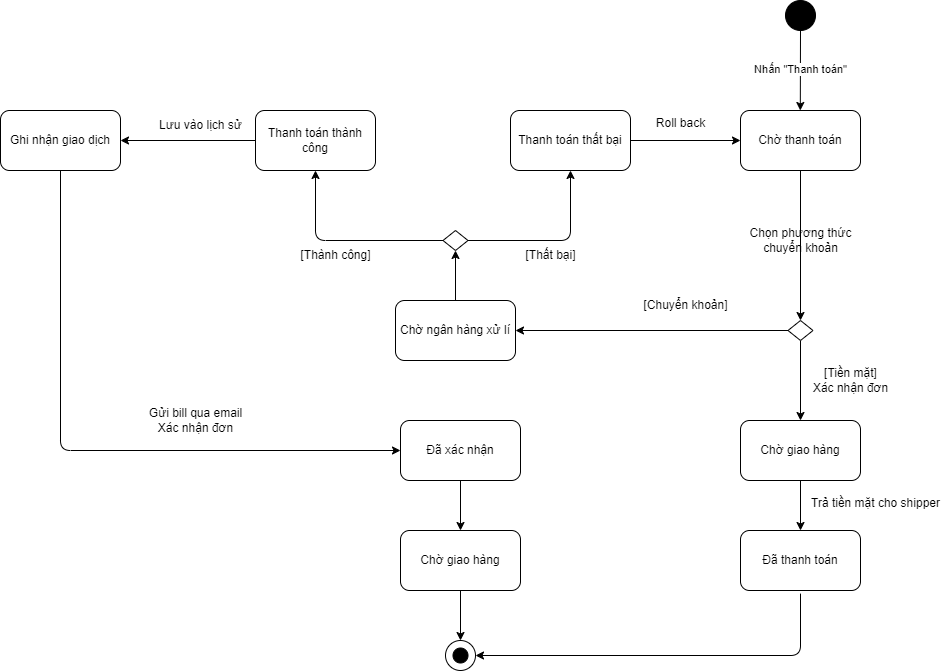 Nhấn "Thanh toán"
Ghi nhận giao dịch
Lưu vào lịch sử
Thanh toán thành
công
Thanh toán thất bại
Roll back
Chờ thanh toán
Chọn phương thức
chuyển khoản
[Thành công]
[Thất bại]
Chờ ngân hàng xử lí
[Chuyển khoản]
[Tiền mặt]
Xác nhận đơn
Gửi bill qua email
Xác nhận đơn
Đã xác nhận
Chờ giao hàng
Trả tiền mặt cho shipper
Chờ giao hàng
Đã thanh toán